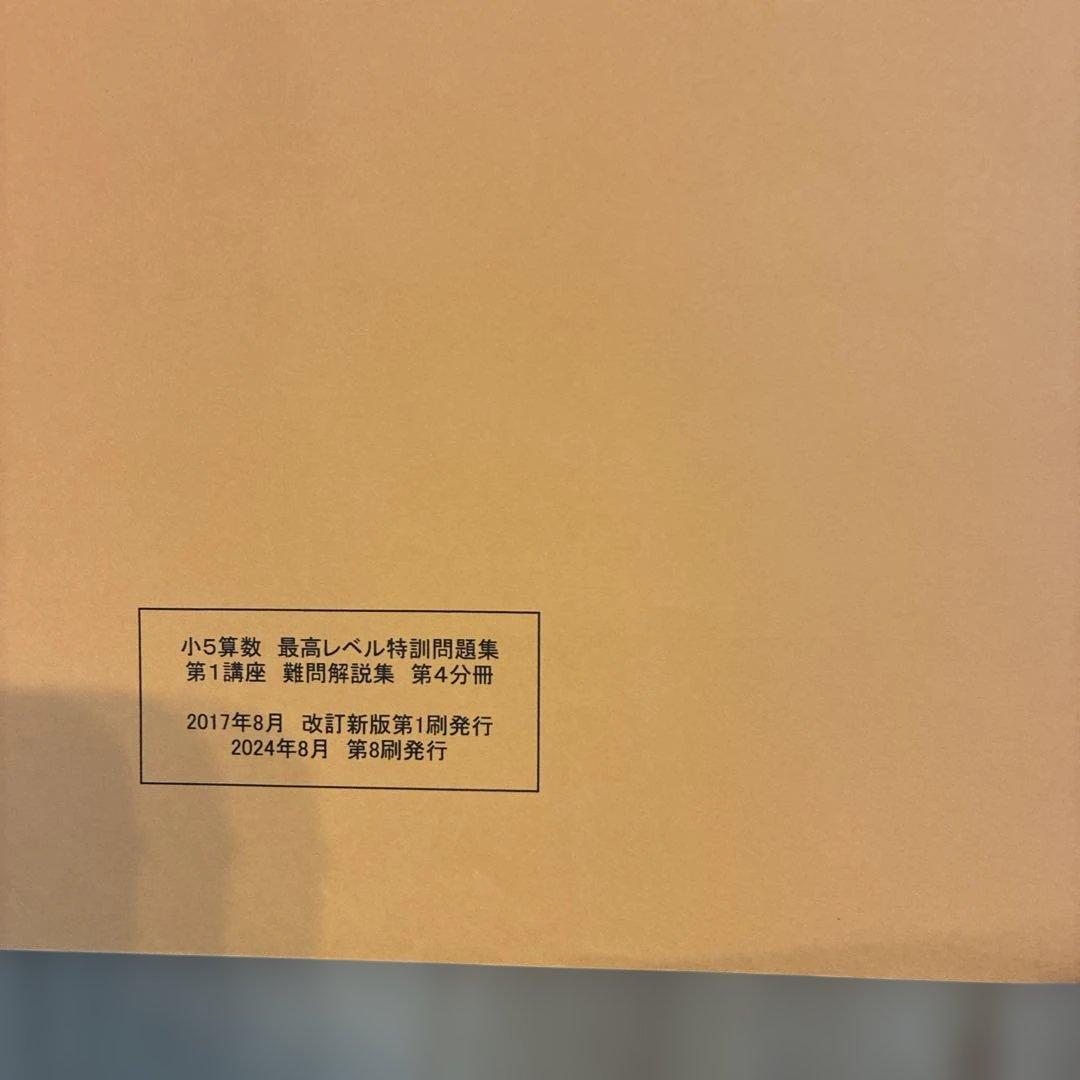 小5算数 最高レベル特訓問題集
第1講座 難問解説集 第4分冊
2017年8月 改訂新版第1刷発行
2024年8月 第8刷発行